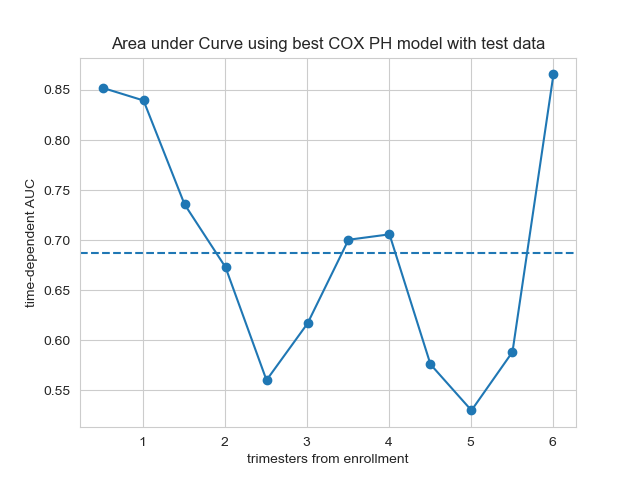 Area under Curve using best COX PH model with test data
time-dependent AUC
0.85
0.80
0.75
0.70
0.65
0.60
0.55
1 2 3 4 5 6
trimesters from enrollment